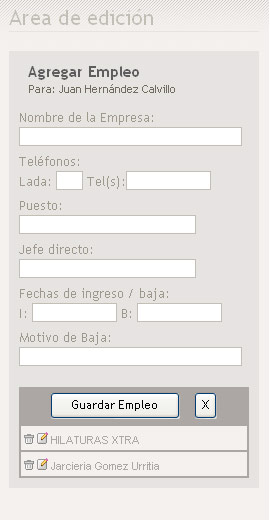 Area de edición
Agregar Empleo
Para: Juan Hernández Calvillo
Nombre de la Empresa:
Teléfonos:
Lada: Tel(s):
Puesto:
Jefe directo:
Fechas de ingreso / baja:
I: B:
Motivo de Baja:
Guardar Empleo X
HILATURAS XTRA
Jarcieria Gomez Urritia